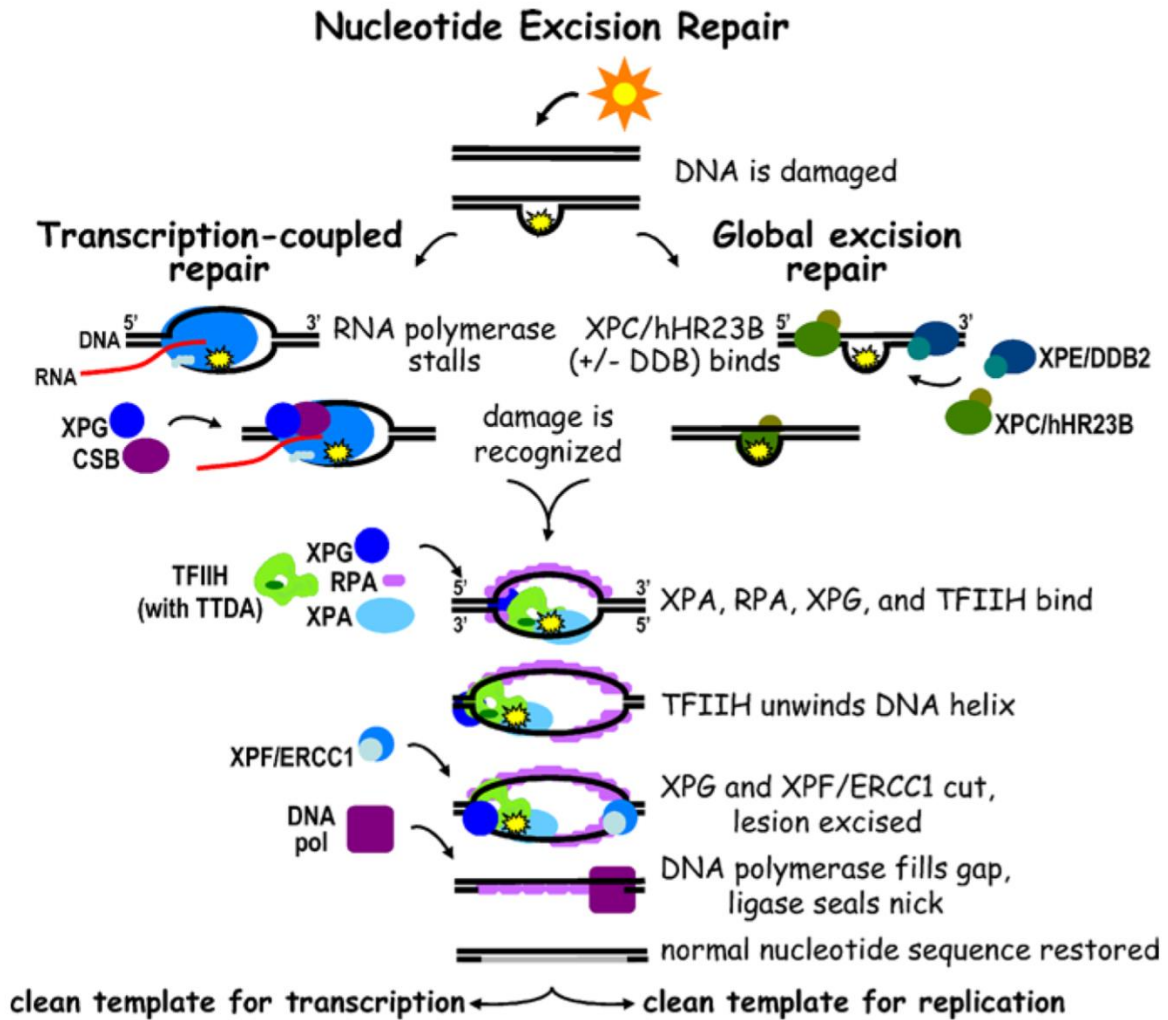 Nucleotide Excision Repair
DNA is damaged
Transcription-coupled
repair
Global excision
repair
5'
3'
DNA
RNA
RNA polymerase
stalls
XPC/hHR23B
(+/- DDB) binds
5'
3'
XPE/DDB2
XPC/hHR23B
XPG
CSB
damage is
recognized
XPG
RPA
XPA
TFIIH
(with TTDA)
5'
3'
3'
5'
XPA, RPA, XPG, and TFIIH bind
TFIIH unwinds DNA helix
XPF/ERCC1
XPG and XPF/ERCC1 cut,
lesion excised
DNA
pol
DNA polymerase fills gap,
ligase seals nick
normal nucleotide sequence restored
clean template for transcription
clean template for replication